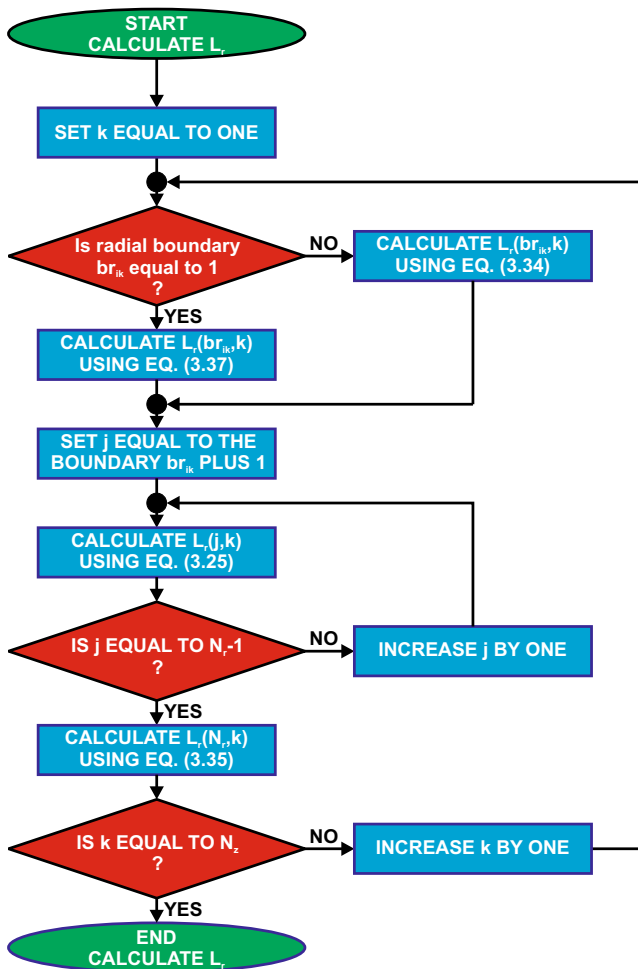 START
CALCULATE Lᵣ
SET k EQUAL TO ONE
Is radial boundary
brᵢₖ equal to 1
?
NO
CALCULATE Lᵣ(brᵢₖ,k)
USING EQ. (3.34)
YES
CALCULATE Lᵣ(brᵢₖ,k)
USING EQ. (3.37)
SET j EQUAL TO THE
BOUNDARY brᵢₖ PLUS 1
CALCULATE Lᵣ(j,k)
USING EQ. (3.25)
IS j EQUAL TO Nᵣ-1
?
NO
INCREASE j BY ONE
YES
CALCULATE Lᵣ(Nᵣ,k)
USING EQ. (3.35)
IS k EQUAL TO N_z
?
NO
INCREASE k BY ONE
YES
END
CALCULATE Lᵣ